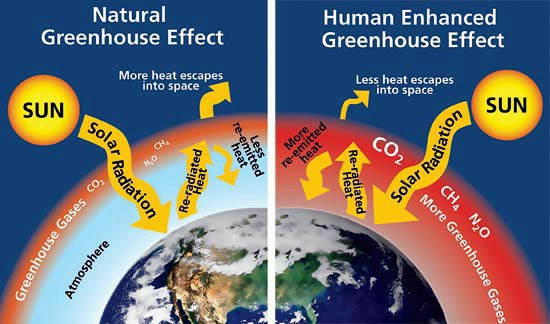 Natural
Greenhouse Effect
More heat escapes
into space
SUN
Solar Radiation
CH4
N2O
CO2
Less
re-emitted
heat
Re-radiated
Heat
Greenhouse Gases
Atmosphere
Human Enhanced
Greenhouse Effect
Less heat escapes
into space
SUN
Solar Radiation
More
re-emitted
heat
Re-radiated
Heat
CO2
CH4
N2O
More Greenhouse Gases